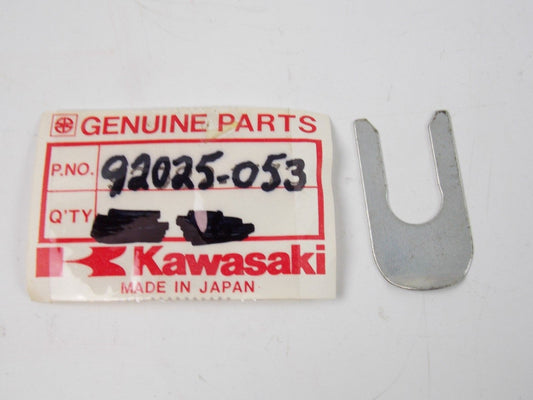 GENUINE PARTS
P.NO. 92025-053
Q'TY
Kawasaki
MADE IN JAPAN